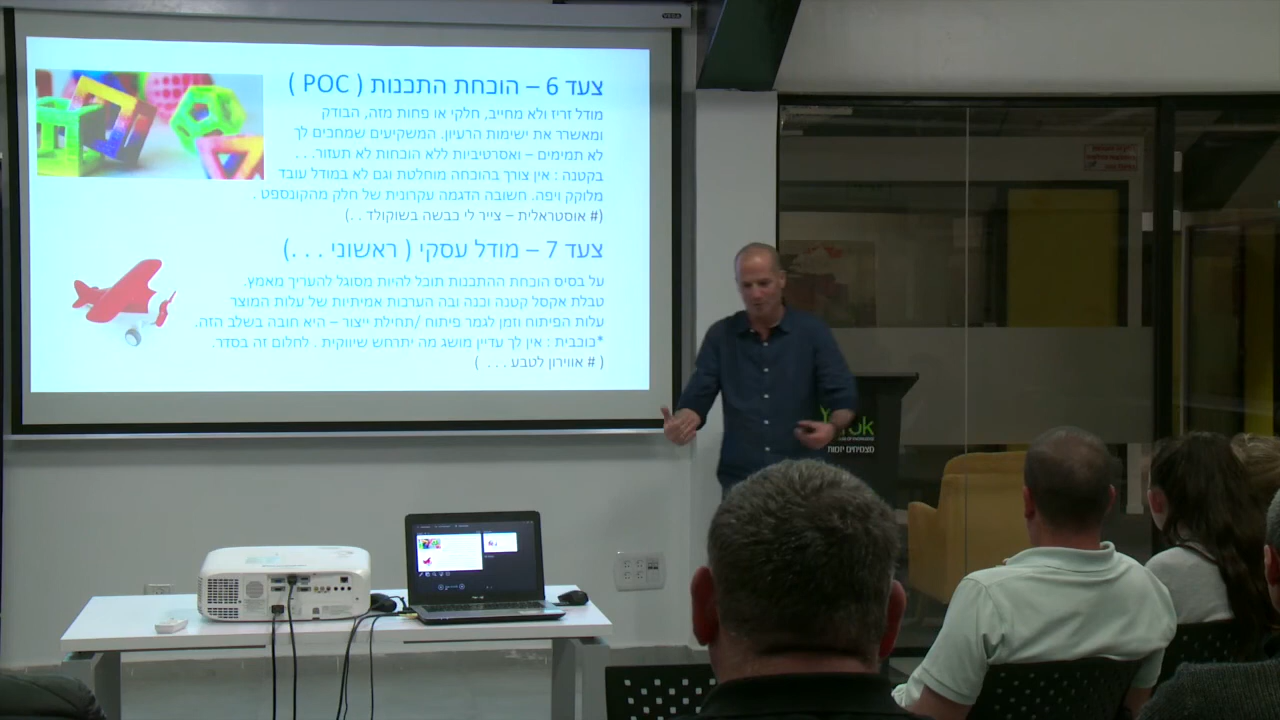 צעד 6 – הוכחת התכנות ( POC )
מודל זריז ולא מחייב, חלקי או פחות מזה, הבודק
ומאשרר את ישימות הרעיון. המשקיעים שמחכים לך
לא תמימים – ואסרטיביות ללא הוכחות לא תעזור. . .
בקטנה : אין צורך בהוכחה מוחלטת וגם לא במודל עובד
מלוקק ויפה. חשובה הדגמה עקרונית של חלק מהקונספט .
(# אוסטראלית – צייר לי כבשה בשוקולד . .)
צעד 7 – מודל עסקי ( ראשוני . . .)
על בסיס הוכחת ההתכנות תוכל להיות מסוגל להעריך מאמץ.
טבלת אקסל קטנה וכנה ובה הערכות אמיתיות של עלות המוצר
עלות הפיתוח וזמן לגמר פיתוח /תחילת ייצור – היא חובה בשלב הזה.
*כוכבית : אין לך עדיין מושג מה יתרחש שיווקית . לחלום זה בסדר.
( # אווירון לטבע . . . )
מצמיחים יזמות